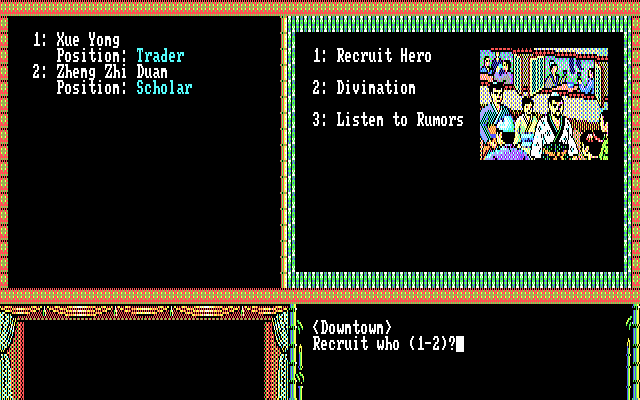 1: Xue Yong
Position: Trader
2: Zheng Zhi Duan
Position: Scholar
1: Recruit Hero
2: Divination
3: Listen to Rumors
<Downtown>
Recruit who (1-2)?